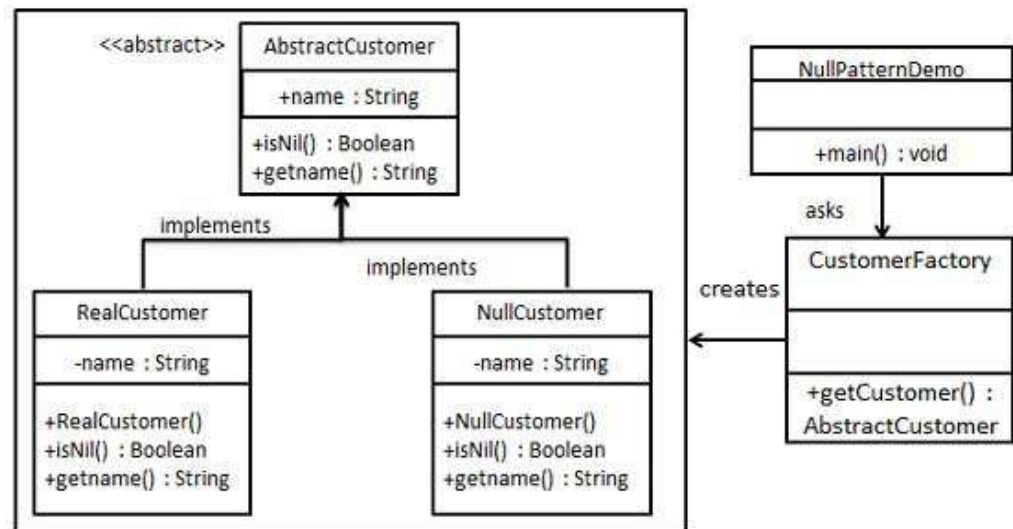 <<abstract>>
AbstractCustomer
+name : String
+isNil() : Boolean
+getname() : String
implements
implements
RealCustomer
-name : String
+RealCustomer()
+isNil() : Boolean
+getname() : String
NullCustomer
-name : String
+NullCustomer()
+isNil() : Boolean
+getname() : String
NullPatternDemo
+main() : void
asks
CustomerFactory
creates
+getCustomer() :
AbstractCustomer